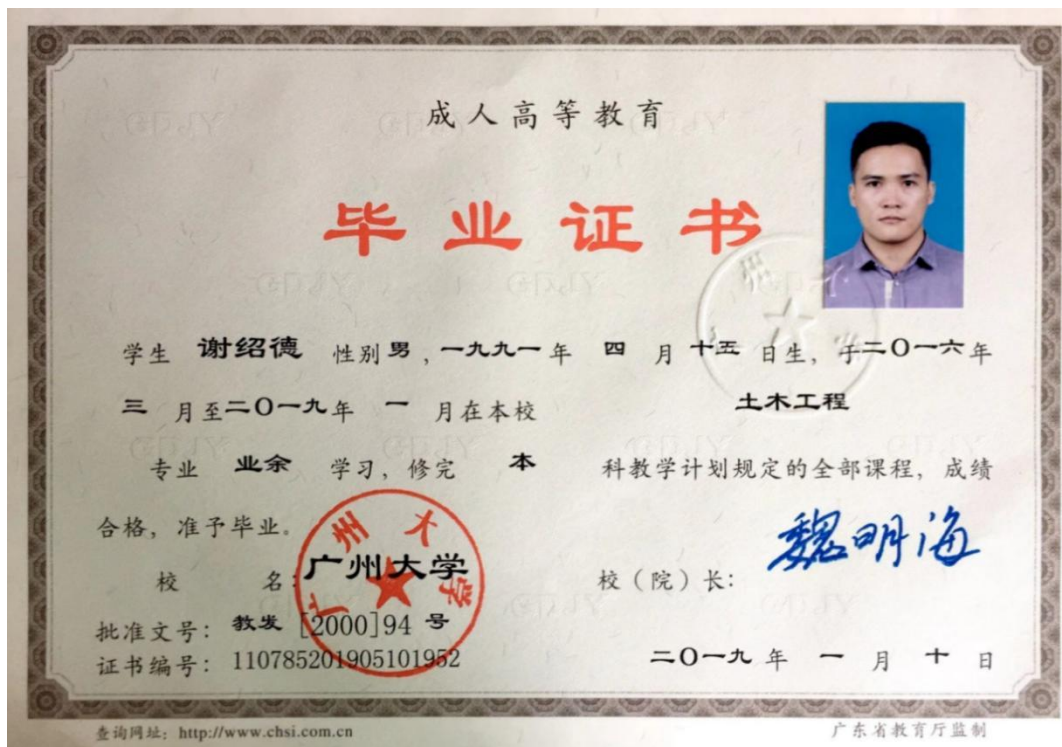 成人高等教育
毕业证书
学生 谢绍德 性别 男，一九九一年 四 月 十五 日生，于二〇一六年
三 月至二〇一九年 一 月在本校 土木工程
专业 业余 学习，修完 本 科教学计划规定的全部课程，成绩
合格，准予毕业。
广州大学
校 名：广州大学 校（院）长：魏明海
批准文号：教发［2000］94 号
证书编号：110785201905101952 二〇一九 年 一 月 十 日
查询网址：http://www.chsi.com.cn 广东省教育厅监制